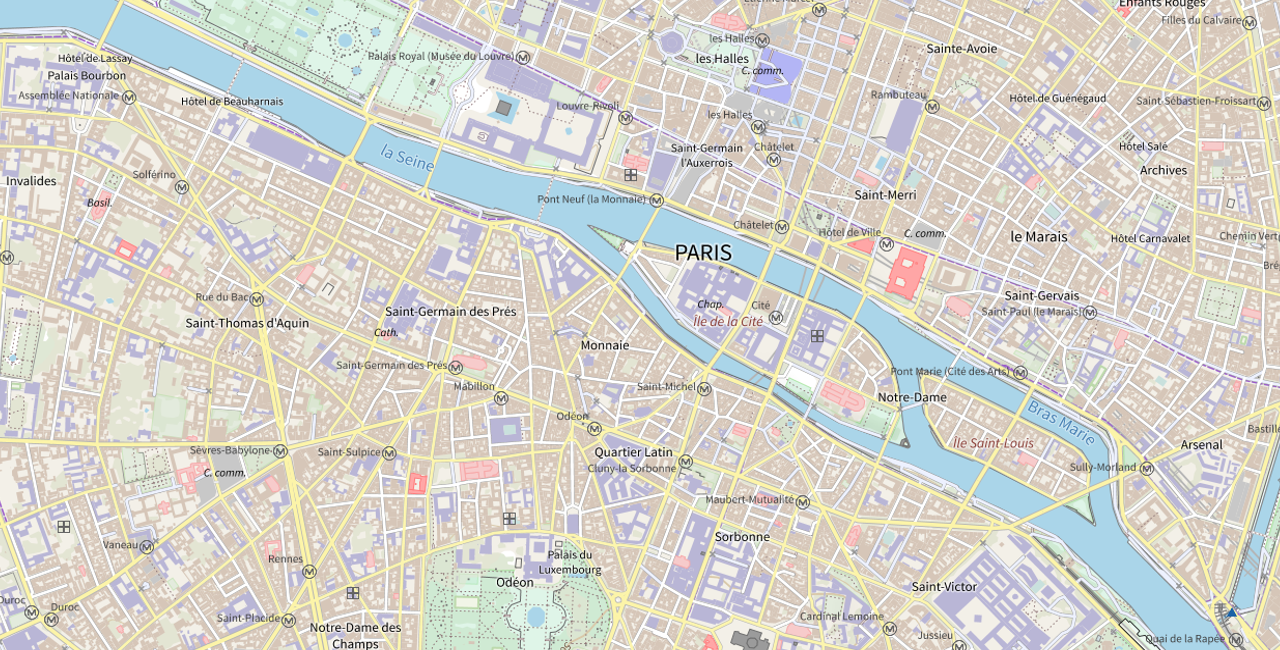 Étienne Marcel
Enfants Rouges
Filles du Calvaire
les Halles
Sainte-Avoie
Hôtel de Lassay
Palais Royal (Musée du Louvre)
les Halles
Palais Bourbon
C. comm.
Assemblée Nationale
Hôtel de Beauharnais
Louvre-Rivoli
Rambuteau
Hôtel de Guénégaud
Saint-Sébastien-Froissart
les Halles
Saint-Germain
l'Auxerrois
Châtelet
Hôtel Salé
la Seine
Archives
Solférino
Invalides
Saint-Merri
Basil.
Pont Neuf (la Monnaie)
Châtelet
Hôtel de Ville
C. comm.
le Marais
Hôtel Carnavalet
Chemin Vert
PARIS
Rue du Bac
Saint-Gervais
Saint-Paul (le Marais)
Chap.
Cité
Île de la Cité
Saint-Germain des Prés
Saint-Thomas d'Aquin
Cath.
Monnaie
Saint-Germain des Prés
Pont Marie (Cité des Arts)
Mabillon
Saint-Michel
Notre-Dame
Odéon
Bras Marie
Bastille
Île Saint-Louis
Arsenal
Sèvres-Babylone
Saint-Sulpice
Quartier Latin
Cluny-la Sorbonne
Sully-Morland
C. comm.
Maubert-Mutualité
Sorbonne
Vaneau
Rennes
Palais du
Luxembourg
Odéon
Saint-Victor
Duroc
Duroc
Saint-Placide
Cardinal Lemoine
Notre-Dame des
Champs
Jussieu
Quai de la Rapée